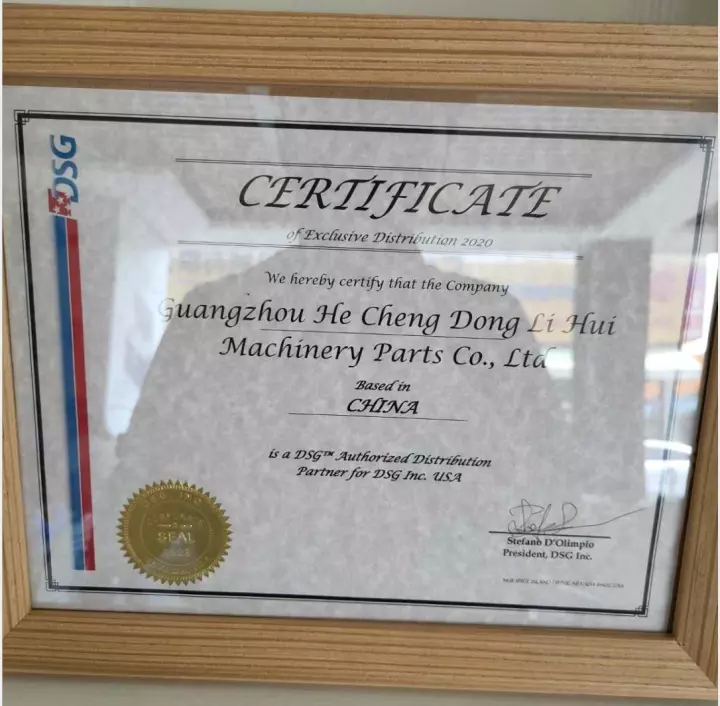 DSG
CERTIFICATE
of Exclusive Distribution 2020
We hereby certify that the Company
Guangzhou He Cheng Dong Li Hui
Machinery Parts Co., Ltd
Based in
CHINA
is a DSG™ Authorized Distribution
Partner for DSG Inc. USA
SEAL
Stefano D'Olimpio
President, DSG Inc.